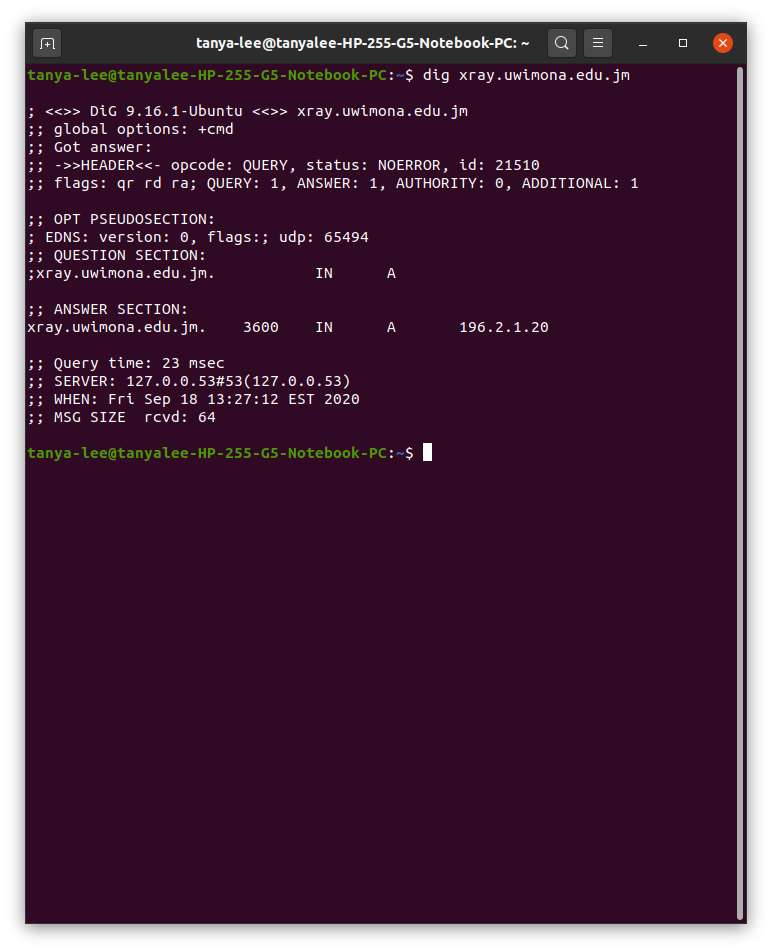 tanya-lee@tanyalee-HP-255-G5-Notebook-PC: ~
tanya-lee@tanyalee-HP-255-G5-Notebook-PC:~$ dig xray.uwimona.edu.jm

; <<>> DiG 9.16.1-Ubuntu <<>> xray.uwimona.edu.jm
;; global options: +cmd
;; Got answer:
;; ->>HEADER<<- opcode: QUERY, status: NOERROR, id: 21510
;; flags: qr rd ra; QUERY: 1, ANSWER: 1, AUTHORITY: 0, ADDITIONAL: 1

;; OPT PSEUDOSECTION:
; EDNS: version: 0, flags:; udp: 65494
;; QUESTION SECTION:
;xray.uwimona.edu.jm.		IN	A

;; ANSWER SECTION:
xray.uwimona.edu.jm.	3600	IN	A	196.2.1.20

;; Query time: 23 msec
;; SERVER: 127.0.0.53#53(127.0.0.53)
;; WHEN: Fri Sep 18 13:27:12 EST 2020
;; MSG SIZE  rcvd: 64

tanya-lee@tanyalee-HP-255-G5-Notebook-PC:~$